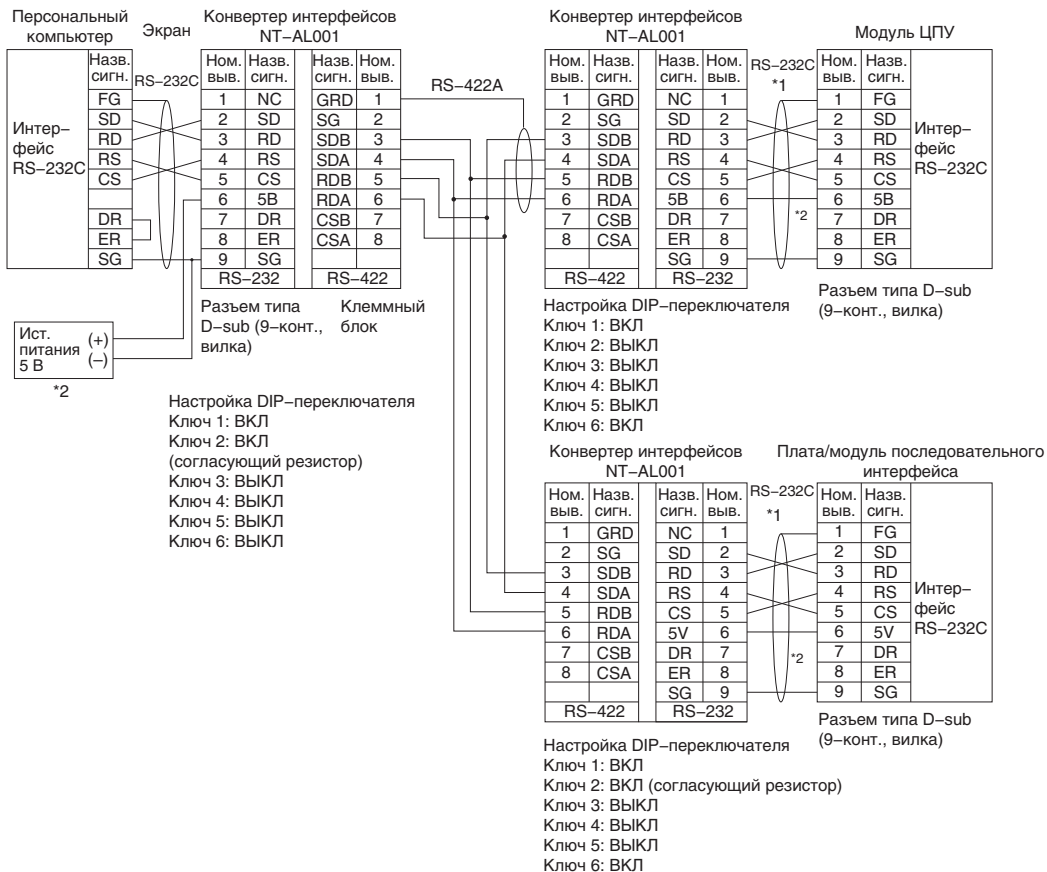 Персональный
компьютер
Экран
Конвертер интерфейсов
NT–AL001
Интер–
фейс
RS–232C
Назв.
сигн.
FG
SD
RD
RS
CS
DR
ER
SG
RS–232C
Ном. Назв.
выв. сигн.
1 NC
2 SD
3 RD
4 RS
5 CS
6 5В
7 DR
8 ER
9 SG
RS–232
Назв. Ном.
сигн. выв.
GRD 1
SG 2
SDB 3
SDA 4
RDB 5
RDA 6
CSB 7
CSA 8
RS–422
Разъем типа
D–sub (9–конт.,
вилка)
Клеммный
блок
Ист.
питания
5 В
(+)
(–)
*2
Настройка DIP–переключателя
Ключ 1: ВКЛ
Ключ 2: ВКЛ
(согласующий резистор)
Ключ 3: ВЫКЛ
Ключ 4: ВЫКЛ
Ключ 5: ВЫКЛ
Ключ 6: ВЫКЛ
RS–422A
Конвертер интерфейсов
NT–AL001
Ном. Назв.
выв. сигн.
1 GRD
2 SG
3 SDB
4 SDA
5 RDB
6 RDA
7 CSB
8 CSA
RS–422
Назв. Ном.
сигн. выв.
NC 1
SD 2
RD 3
RS 4
CS 5
5В 6
DR 7
ER 8
SG 9
RS–232
RS–232C
*1
*2
Модуль ЦПУ
Ном. Назв.
выв. сигн.
1 FG
2 SD
3 RD
4 RS
5 CS
6 5В
7 DR
8 ER
9 SG
Интер–
фейс
RS–232C
Разъем типа D–sub
(9–конт., вилка)
Настройка DIP–переключателя
Ключ 1: ВКЛ
Ключ 2: ВЫКЛ
Ключ 3: ВЫКЛ
Ключ 4: ВЫКЛ
Ключ 5: ВЫКЛ
Ключ 6: ВКЛ
Конвертер интерфейсов
NT–AL001
Ном. Назв.
выв. сигн.
1 GRD
2 SG
3 SDB
4 SDA
5 RDB
6 RDA
7 CSB
8 CSA
RS–422
Назв. Ном.
сигн. выв.
NC 1
SD 2
RD 3
RS 4
CS 5
5V 6
DR 7
ER 8
SG 9
RS–232
RS–232C
*1
*2
Плата/модуль последовательного
интерфейса
Ном. Назв.
выв. сигн.
1 FG
2 SD
3 RD
4 RS
5 CS
6 5V
7 DR
8 ER
9 SG
Интер–
фейс
RS–232C
Разъем типа D–sub
(9–конт., вилка)
Настройка DIP–переключателя
Ключ 1: ВКЛ
Ключ 2: ВКЛ (согласующий резистор)
Ключ 3: ВЫКЛ
Ключ 4: ВЫКЛ
Ключ 5: ВЫКЛ
Ключ 6: ВКЛ